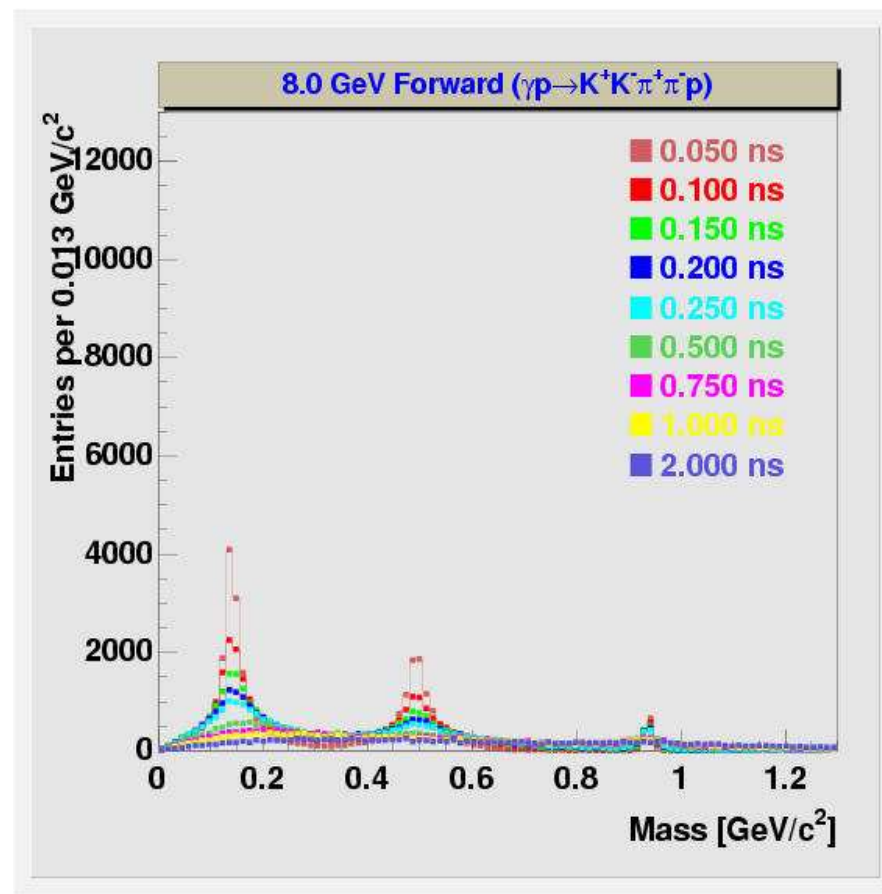 8.0 GeV Forward (γp→K⁺K⁻π⁺π⁻p)
Entries per 0.013 GeV/c²
12000
10000
8000
6000
4000
2000
0
0.050 ns
0.100 ns
0.150 ns
0.200 ns
0.250 ns
0.500 ns
0.750 ns
1.000 ns
2.000 ns
0 0.2 0.4 0.6 0.8 1 1.2
Mass [GeV/c²]